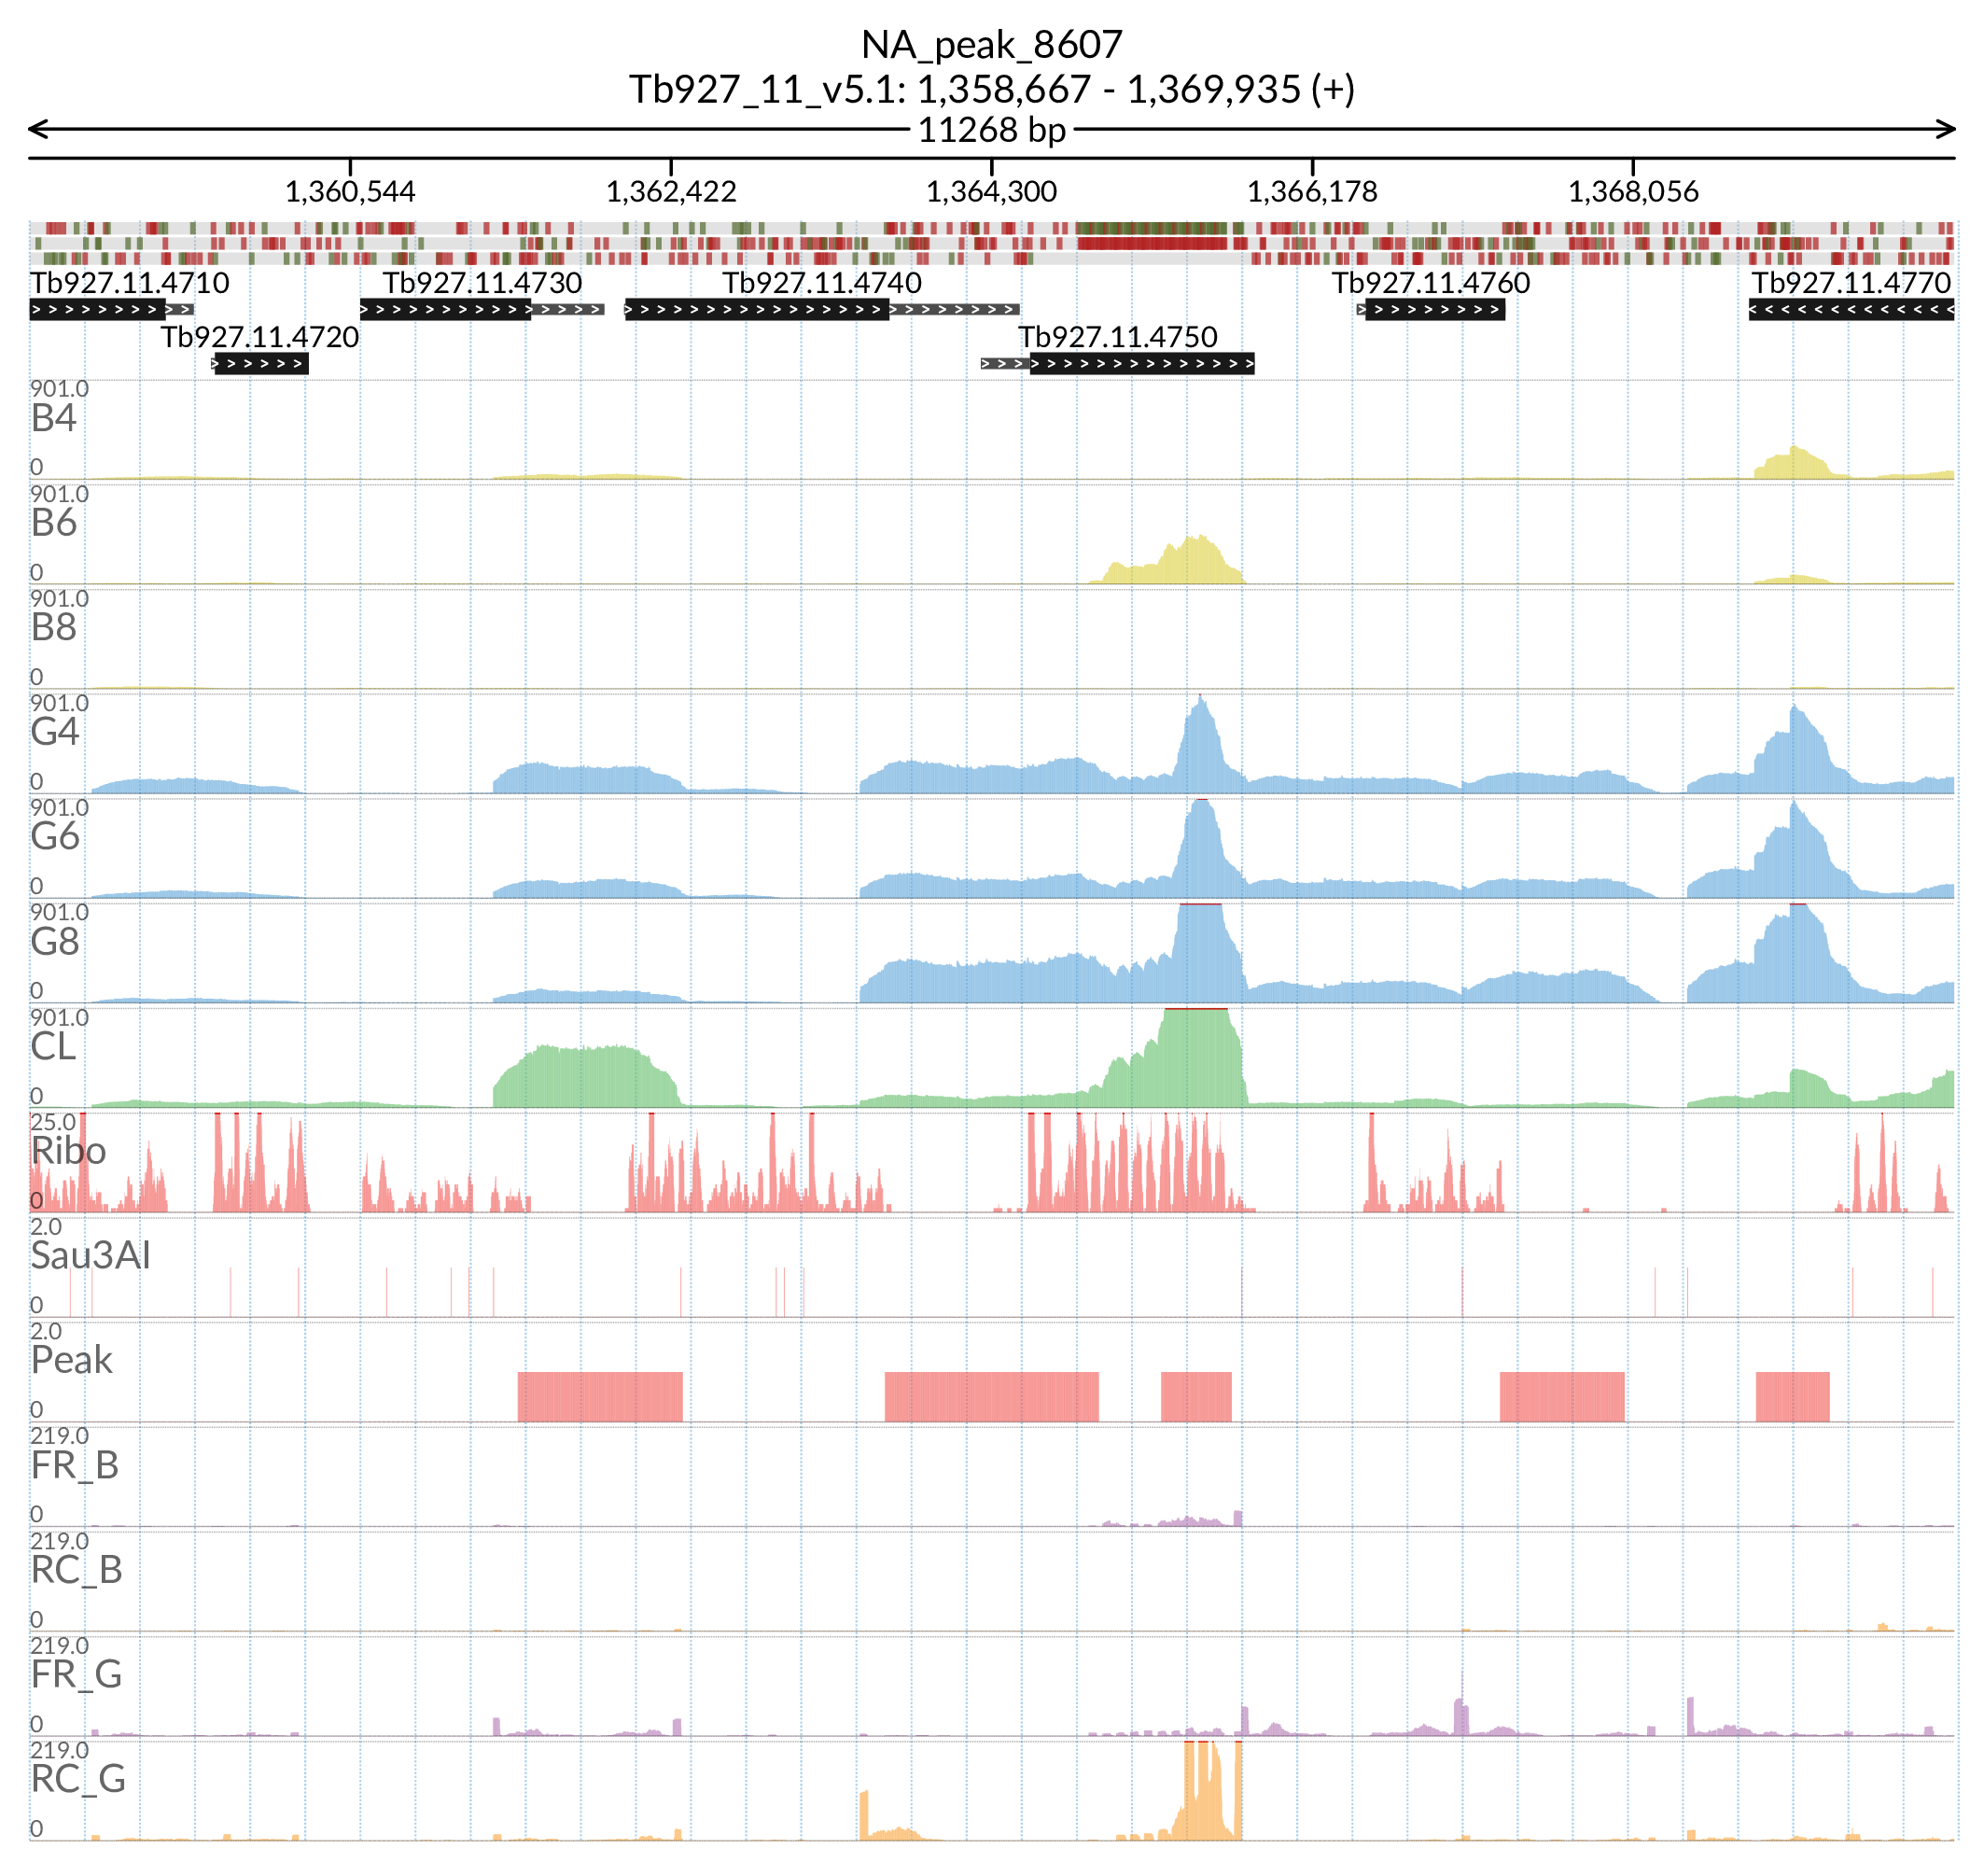 NA_peak_8607
Tb927_11_v5.1: 1,358,667 - 1,369,935 (+)
11268 bp
1,360,544 1,362,422 1,364,300 1,366,178 1,368,056
Tb927.11.4710 Tb927.11.4730 Tb927.11.4740 Tb927.11.4760 Tb927.11.4770
Tb927.11.4720 Tb927.11.4750
901.0
B4
0
901.0
B6
0
901.0
B8
0
901.0
G4
0
901.0
G6
0
901.0
G8
0
901.0
CL
0
25.0
Ribo
0
2.0
Sau3AI
0
2.0
Peak
0
219.0
FR_B
0
219.0
RC_B
0
219.0
FR_G
0
219.0
RC_G
0